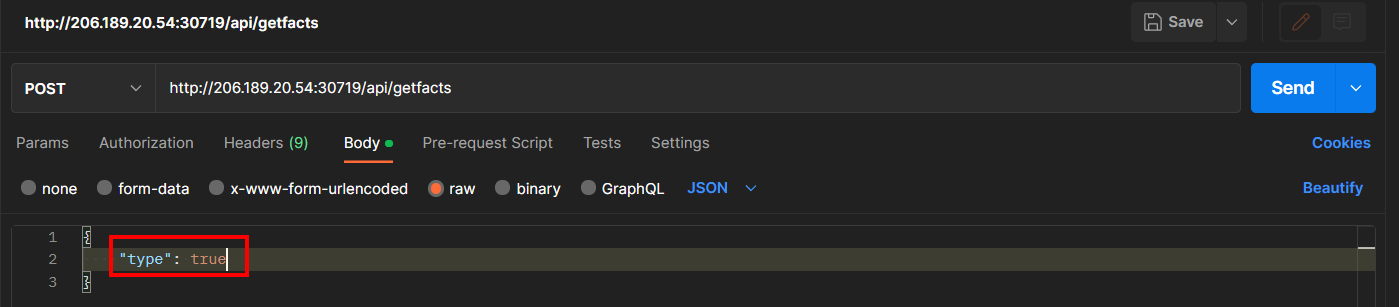 http://206.189.20.54:30719/api/getfacts
Save
POST
http://206.189.20.54:30719/api/getfacts
Send
Params Authorization Headers (9) Body Pre-request Script Tests Settings Cookies
none form-data x-www-form-urlencoded raw binary GraphQL JSON Beautify
1 {
2 "type": true
3 }